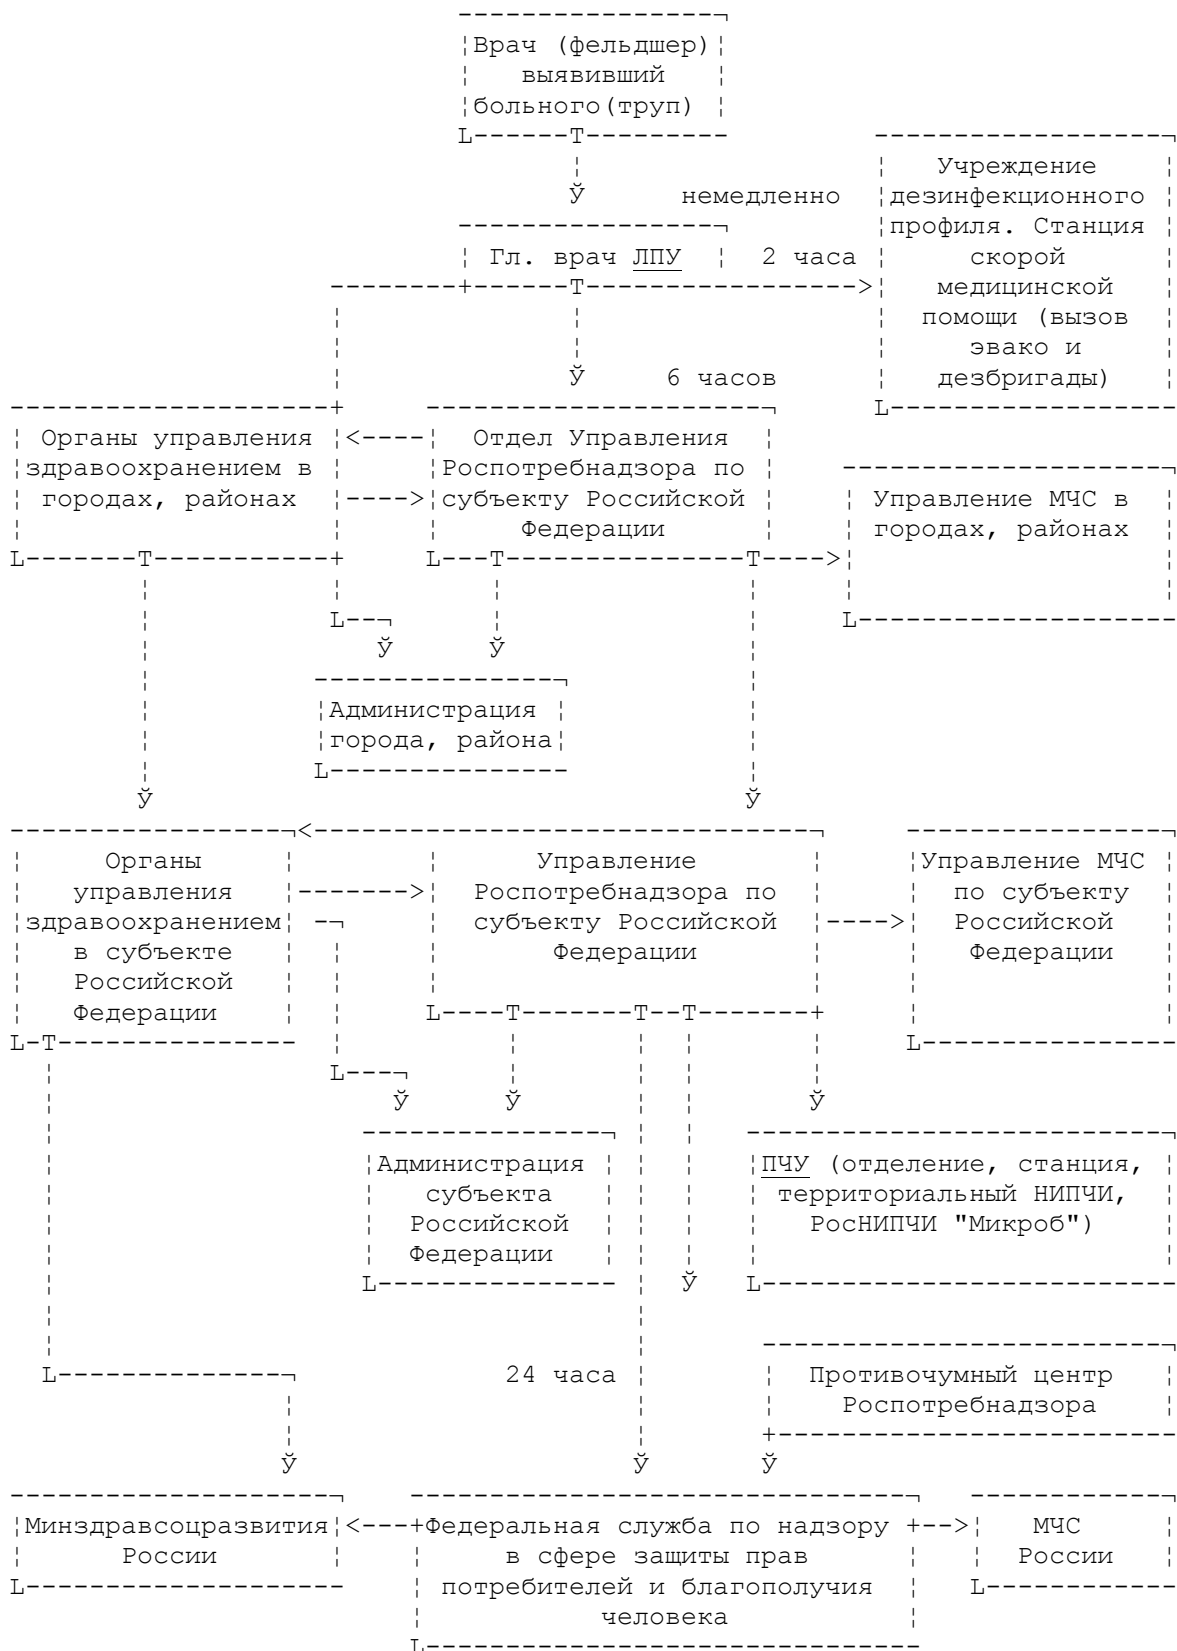 Врач (фельдшер)
выявивший
больного(труп)
Учреждение
дезинфекционного
профиля. Станция
скорой
медицинской
помощи (вызов
эвако и
дезбригады)
немедленно
Гл. врач ЛПУ
2 часа
6 часов
Органы управления
здравоохранением в
городах, районах
Отдел Управления
Роспотребнадзора по
субъекту Российской
Федерации
Управление МЧС в
городах, районах
Администрация
города, района
Органы
управления
здравоохранением
в субъекте
Российской
Федерации
Управление
Роспотребнадзора по
субъекту Российской
Федерации
Управление МЧС
по субъекту
Российской
Федерации
Администрация
субъекта
Российской
Федерации
ПЧУ (отделение, станция,
территориальный НИПЧИ,
РосНИПЧИ "Микроб")
24 часа
Противочумный центр
Роспотребнадзора
Минздравсоцразвития
России
Федеральная служба по надзору
в сфере защиты прав
потребителей и благополучия
человека
МЧС
России